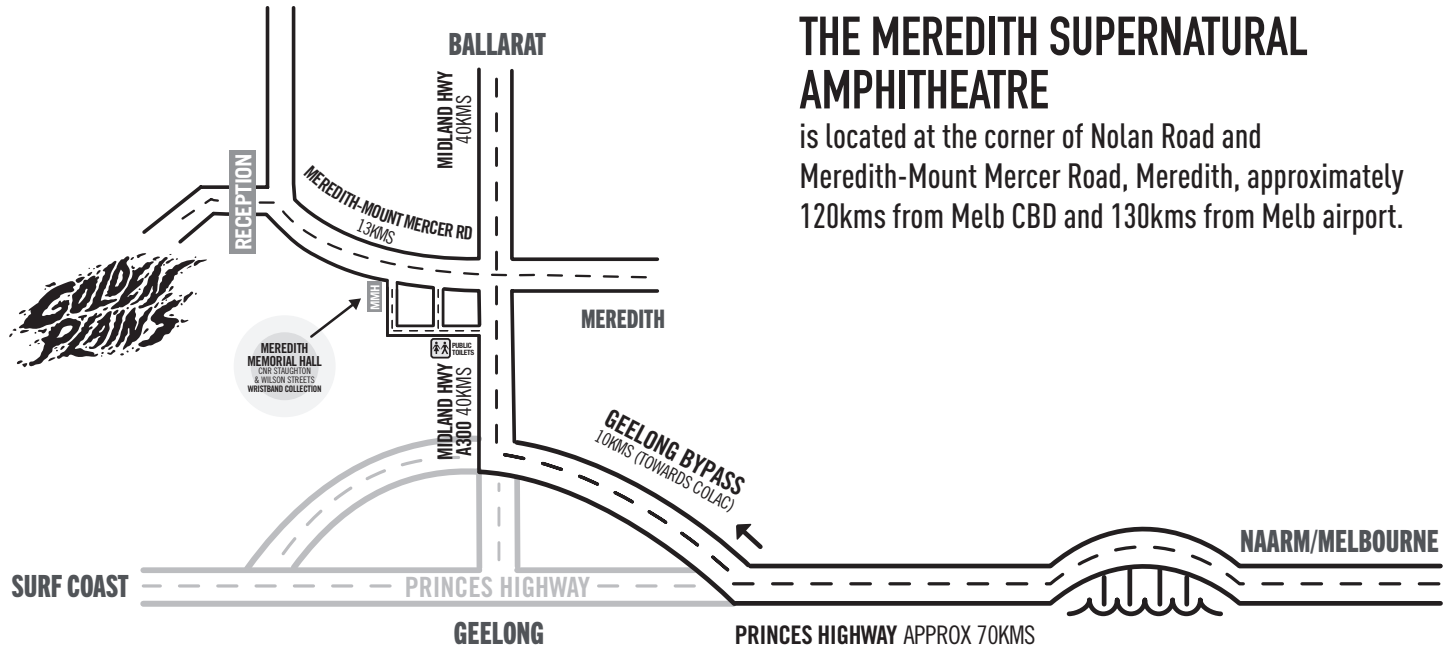 THE MEREDITH SUPERNATURAL
AMPHITHEATRE
is located at the corner of Nolan Road and
Meredith-Mount Mercer Road, Meredith, approximately
120kms from Melb CBD and 130kms from Melb airport.
BALLARAT
MIDLAND HWY
40KMS
RECEPTION
MEREDITH-MOUNT MERCER RD
13KMS
GOLDEN
PLAINS
MMH
MEREDITH
MEREDITH
MEMORIAL HALL
CNR STAUGHTON
& WILSON STREETS
WRISTBAND COLLECTION
PUBLIC
TOILETS
MIDLAND HWY
A300 40KMS
GEELONG BYPASS
10KMS (TOWARDS COLAC)
NAARM/MELBOURNE
SURF COAST
PRINCES HIGHWAY
GEELONG
PRINCES HIGHWAY APPROX 70KMS